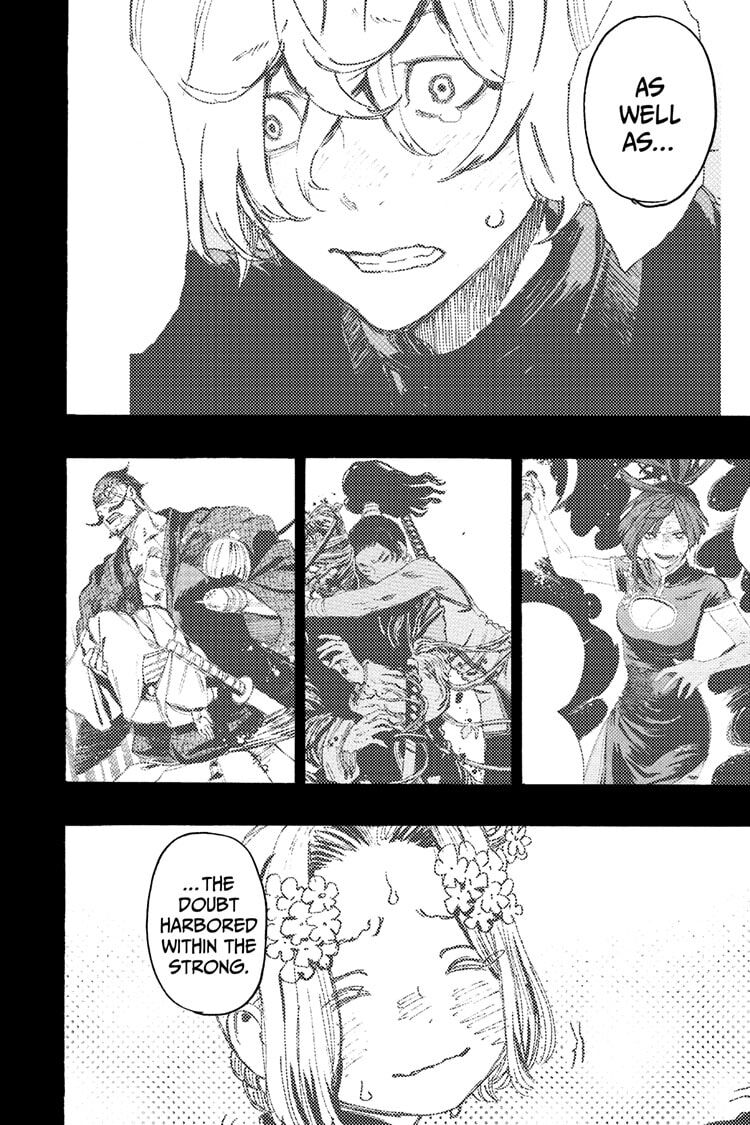 AS
WELL
AS...
...THE
DOUBT
HARBORED
WITHIN THE
STRONG.